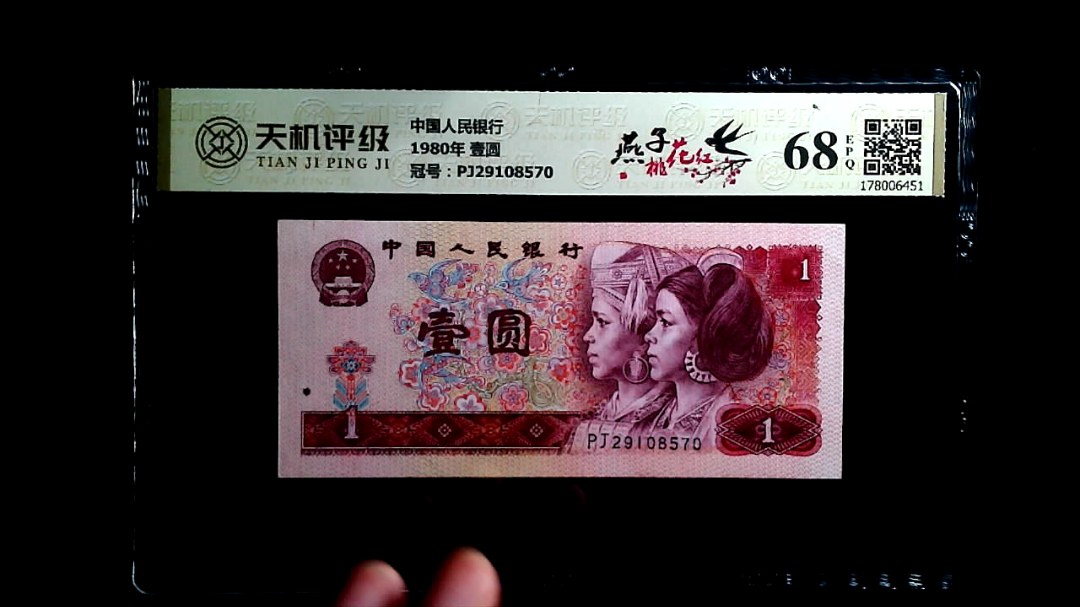 天机评级
TIAN JI PING JI
中国人民银行
1980年 壹圆
冠号：PJ29108570
燕子
桃花红
68
EPQ
178006451
中国人民银行
1
壹圆
1
PJ29108570
1